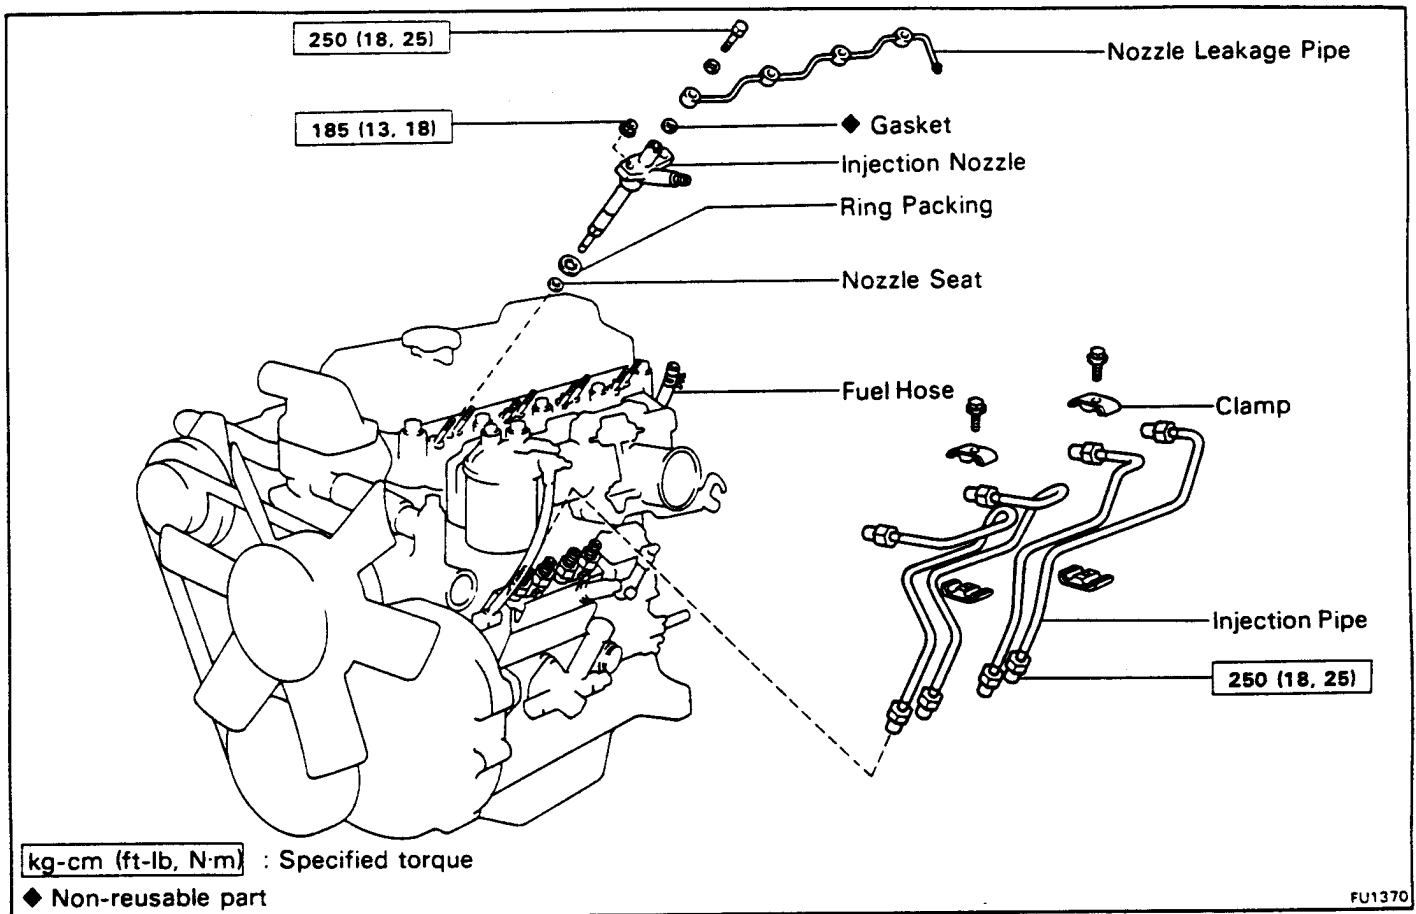 250 (18, 25)
Nozzle Leakage Pipe
185 (13, 18)
◆ Gasket
Injection Nozzle
Ring Packing
Nozzle Seat
Fuel Hose
Clamp
Injection Pipe
250 (18, 25)
kg-cm (ft-lb, N·m) : Specified torque
◆ Non-reusable part
FU1370